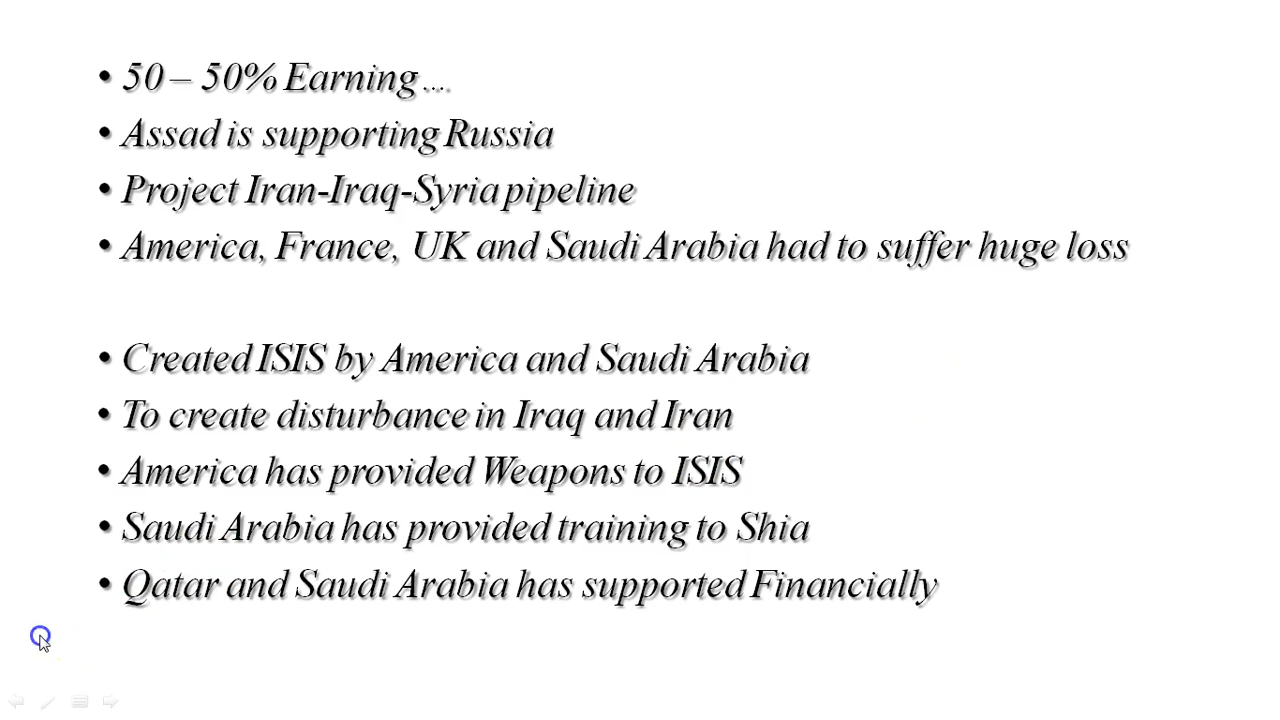 • 50 – 50% Earning ....
• Assad is supporting Russia
• Project Iran-Iraq-Syria pipeline
• America, France, UK and Saudi Arabia had to suffer huge loss
• Created ISIS by America and Saudi Arabia
• To create disturbance in Iraq and Iran
• America has provided Weapons to ISIS
• Saudi Arabia has provided training to Shia
• Qatar and Saudi Arabia has supported Financially